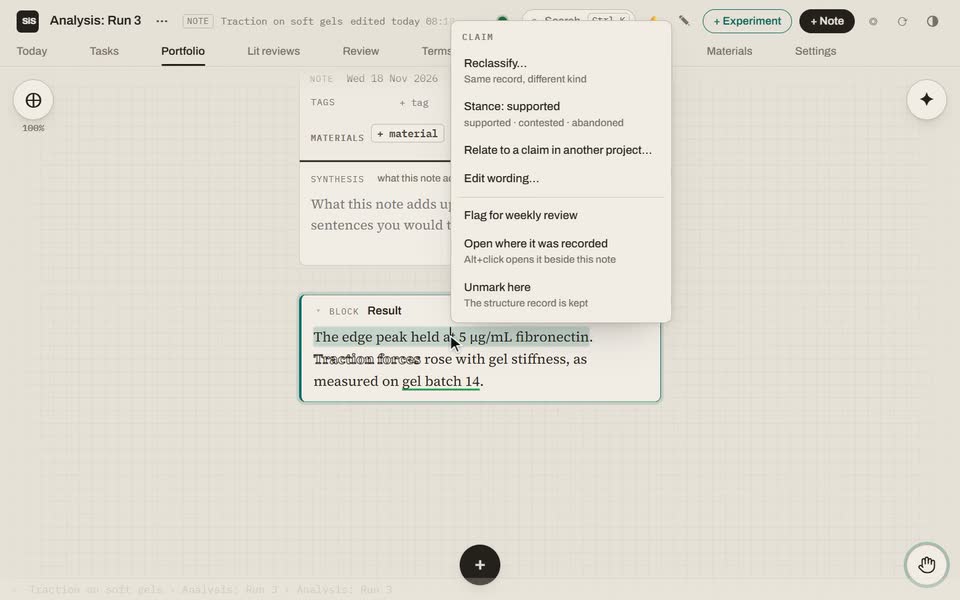 SIS Analysis: Run 3 ··· NOTE Traction on soft gels edited today 08:1 Search Ctrl K + Experiment + Note
Today Tasks Portfolio Lit reviews Review Terms Materials Settings
100%
NOTE Wed 18 Nov 2026
TAGS + tag
MATERIALS + material
SYNTHESIS what this note ad
What this note adds up
sentences you would t
CLAIM
Reclassify...
Same record, different kind
Stance: supported
supported · contested · abandoned
Relate to a claim in another project...
Edit wording...
Flag for weekly review
Open where it was recorded
Alt+click opens it beside this note
Unmark here
The structure record is kept
BLOCK Result
The edge peak held at 5 µg/mL fibronectin.
Traction forces rose with gel stiffness, as
measured on gel batch 14.
+
Traction on soft gels › Analysis: Run 3 › Analysis: Run 3